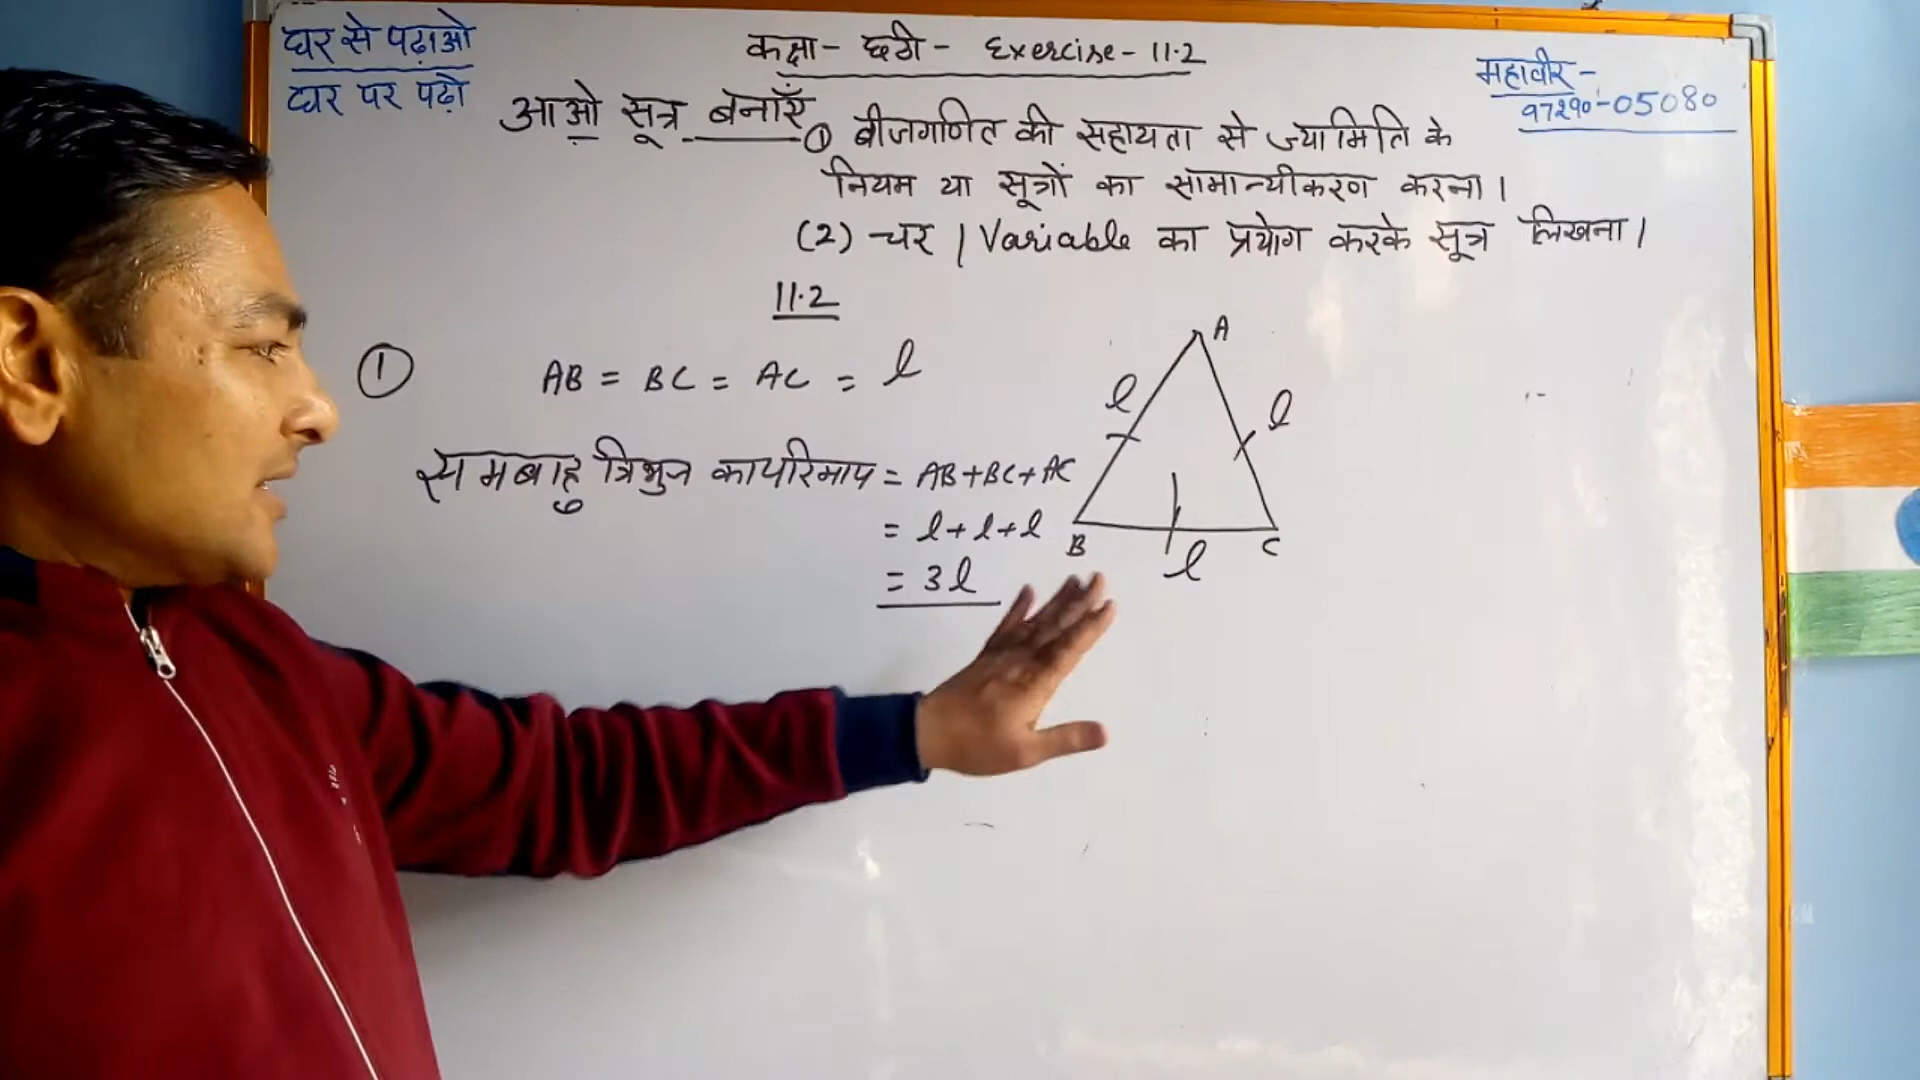 घर से पढ़ाओ
घर पर पढ़ो
कक्षा - छठी - Exercise - 11.2
महावीर -
97290-05080
आओ सूत्र बनाएँ
① बीजगणित की सहायता से ज्यामिति के
नियम या सूत्रों का सामान्यीकरण करना।
(2) चर / Variable का प्रयोग करके सूत्र लिखना।
11.2
① AB = BC = AC = l
समबाहु त्रिभुज का परिमाप = AB+BC+AC
= l+l+l
= 3l
A
l
l
B
l
C